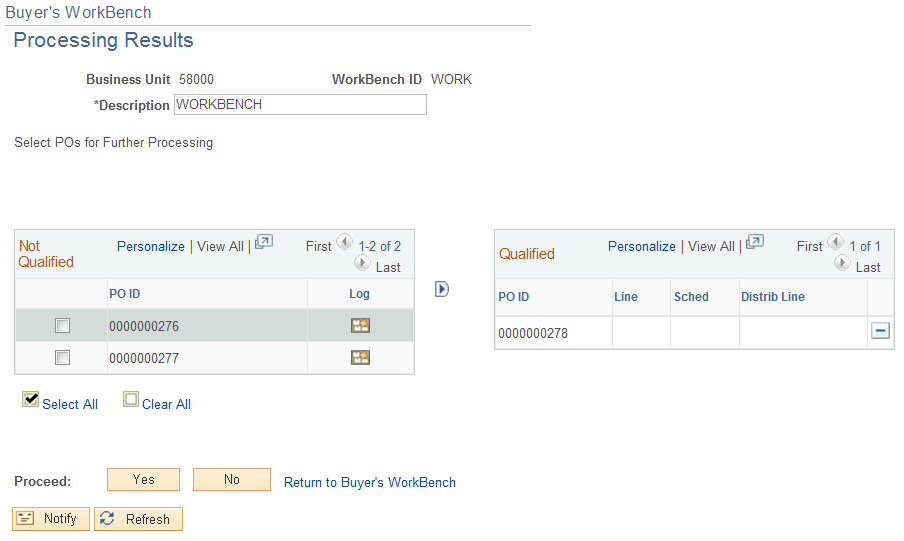 Buyer's WorkBench
Processing Results
Business Unit 58000 WorkBench ID WORK
*Description WORKBENCH
Select POs for Further Processing
Not Qualified Personalize | View All | First 1-2 of 2 Last
PO ID Log
0000000276
0000000277
Select All Clear All
Qualified Personalize | View All | First 1 of 1 Last
PO ID Line Sched Distrib Line
0000000278
Proceed: Yes No Return to Buyer's WorkBench
Notify Refresh